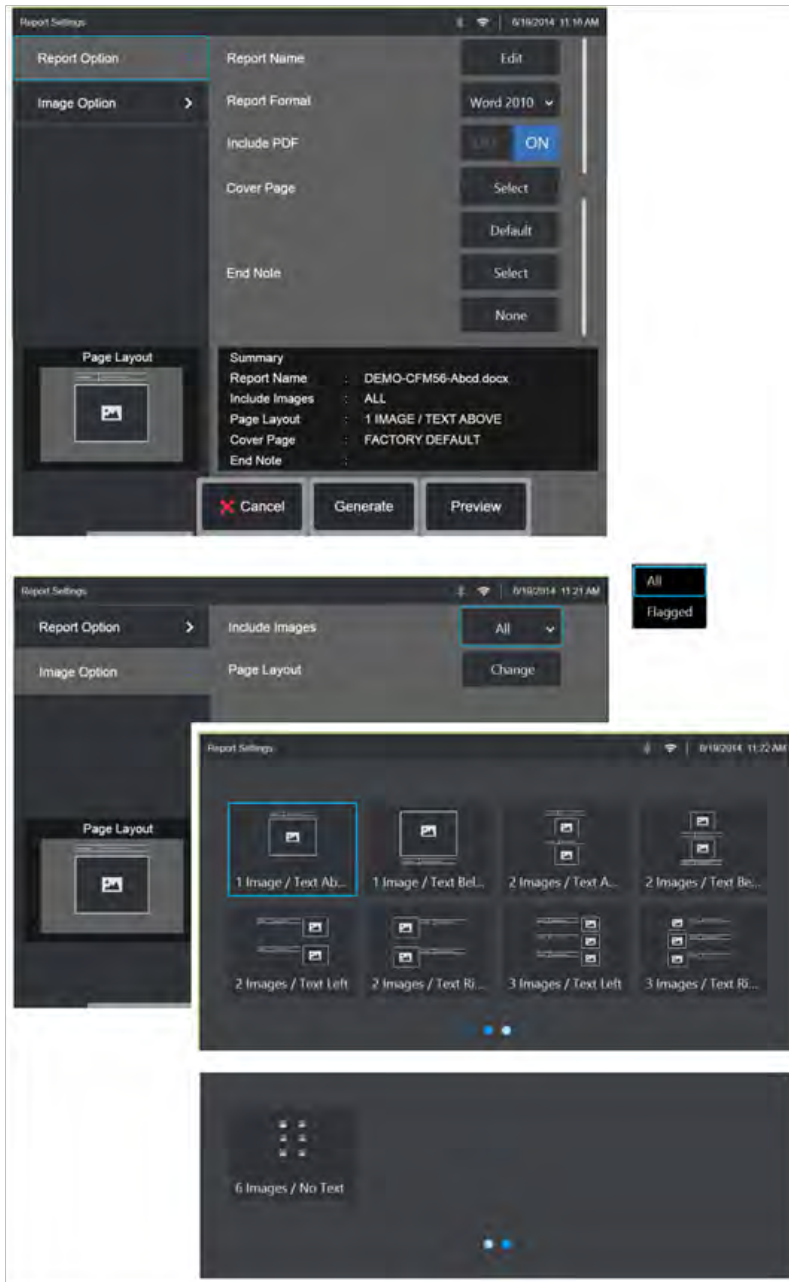 Report Settings 6/19/2014 11:16 AM
Report Option
Image Option >
Report Name Edit
Report Format Word 2010
Include PDF ON
Cover Page Select
Default
End Note Select
None
Page Layout
Summary
Report Name : DEMO-CFM56-Abcd.docx
Include Images : ALL
Page Layout : 1 IMAGE / TEXT ABOVE
Cover Page : FACTORY DEFAULT
End Note :
Cancel Generate Preview
Report Settings 6/19/2014 11:21 AM
Report Option >
Image Option
Include Images All
Page Layout Change
All
Flagged
Page Layout
Report Settings 6/19/2014 11:22 AM
1 Image / Text Ab... 1 Image / Text Bel... 2 Images / Text A... 2 Images / Text Be...
2 Images / Text Left 2 Images / Text Ri... 3 Images / Text Left 3 Images / Text Ri...
6 Images / No Text